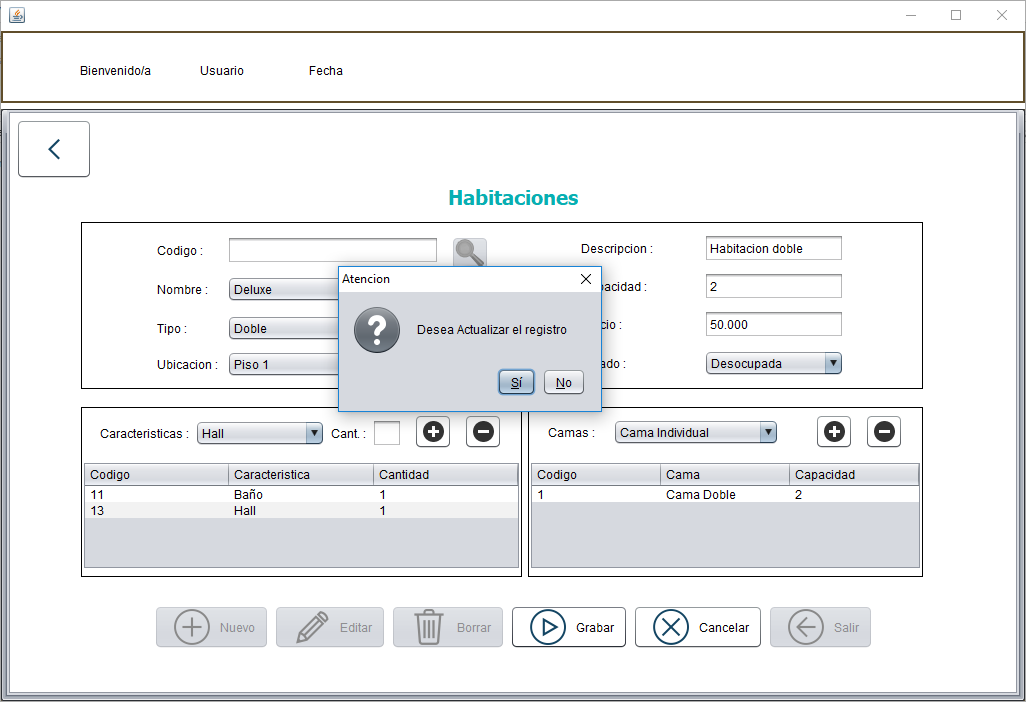 Bienvenido/a Usuario Fecha
Habitaciones
Codigo :
Descripcion : Habitacion doble
Nombre : Deluxe
pacidad : 2
Tipo : Doble
cio : 50.000
Ubicacion : Piso 1
ado : Desocupada
Atencion
Desea Actualizar el registro
Sí No
Caracteristicas : Hall Cant. :
Codigo Caracteristica Cantidad
11 Baño 1
13 Hall 1
Camas : Cama Individual
Codigo Cama Capacidad
1 Cama Doble 2
Nuevo Editar Borrar Grabar Cancelar Salir